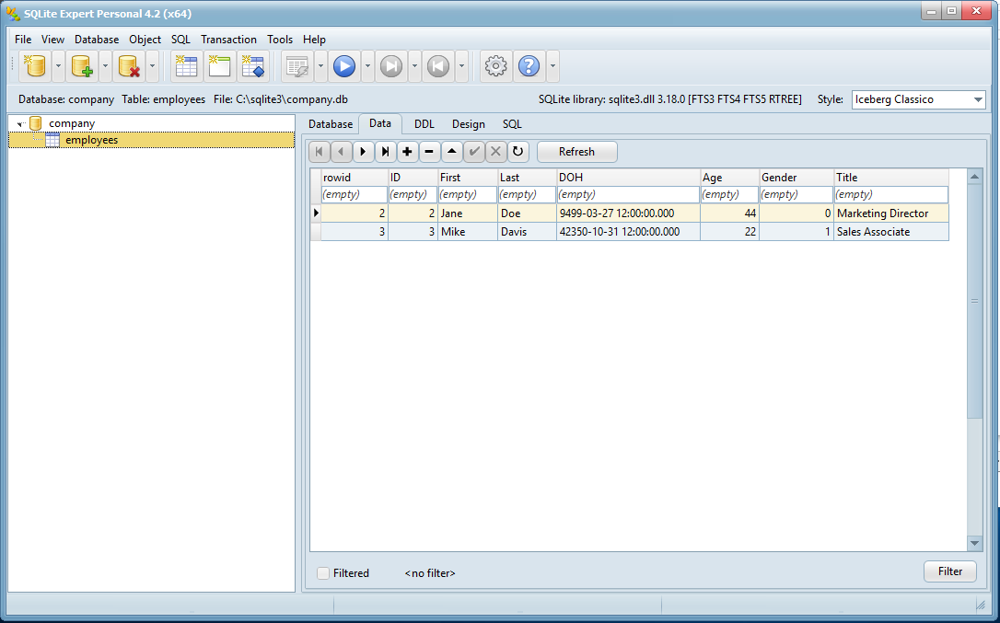 SQLite Expert Personal 4.2 (x64)
File View Database Object SQL Transaction Tools Help
Database: company Table: employees File: C:\sqlite3\company.db SQLite library: sqlite3.dll 3.18.0 [FTS3 FTS4 FTS5 RTREE] Style: Iceberg Classico
company
employees
Database Data DDL Design SQL
Refresh
rowid ID First Last DOH Age Gender Title
(empty) (empty) (empty) (empty) (empty) (empty) (empty) (empty)
2 2 Jane Doe 9499-03-27 12:00:00.000 44 0 Marketing Director
3 3 Mike Davis 42350-10-31 12:00:00.000 22 1 Sales Associate
Filtered <no filter> Filter